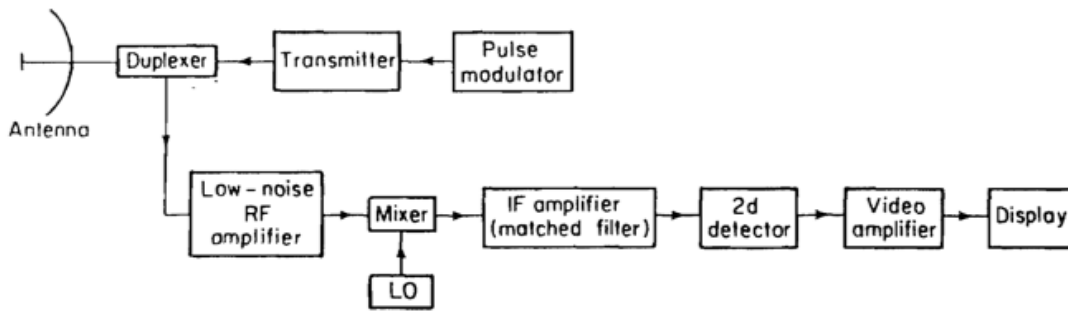 Duplexer
Transmitter
Pulse
modulator
Antenna
Low-noise
RF
amplifier
Mixer
IF amplifier
(matched filter)
2d
detector
Video
amplifier
Display
LO